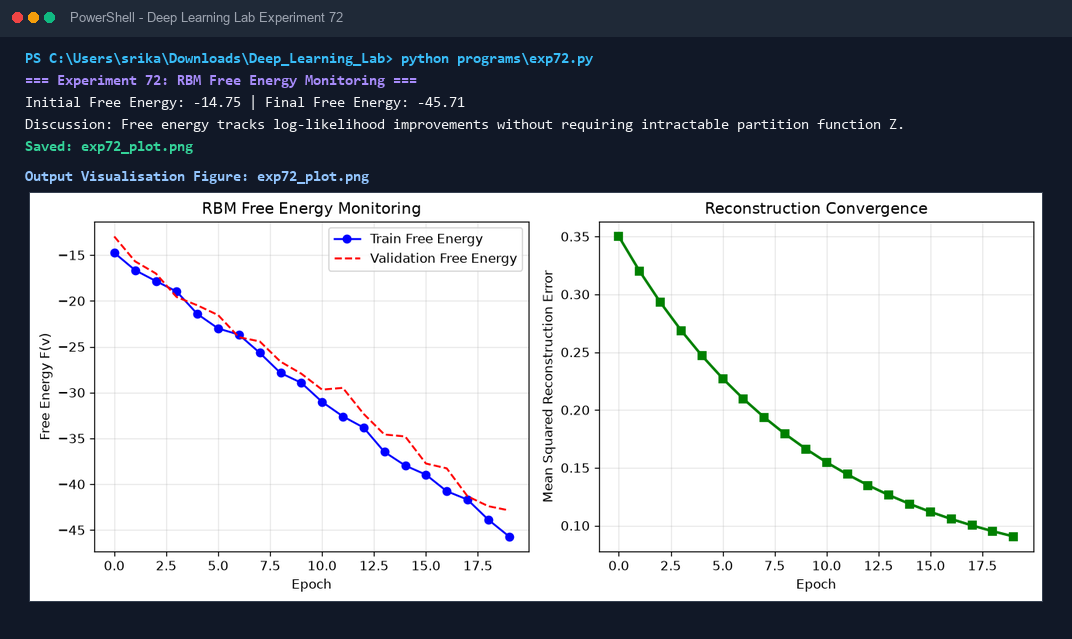 PowerShell - Deep Learning Lab Experiment 72
PS C:\Users\srika\Downloads\Deep_Learning_Lab> python programs\exp72.py
=== Experiment 72: RBM Free Energy Monitoring ===
Initial Free Energy: -14.75 | Final Free Energy: -45.71
Discussion: Free energy tracks log-likelihood improvements without requiring intractable partition function Z.
Saved: exp72_plot.png
Output Visualisation Figure: exp72_plot.png
RBM Free Energy Monitoring
Train Free Energy
Validation Free Energy
Free Energy F(v)
−15
−20
−25
−30
−35
−40
−45
0.0 2.5 5.0 7.5 10.0 12.5 15.0 17.5
Epoch
Reconstruction Convergence
Mean Squared Reconstruction Error
0.35
0.30
0.25
0.20
0.15
0.10
0.0 2.5 5.0 7.5 10.0 12.5 15.0 17.5
Epoch